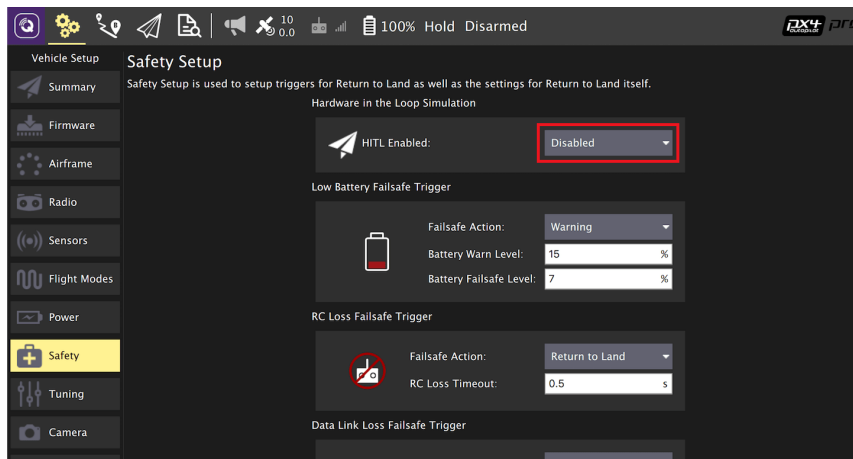 10
0.0
100% Hold Disarmed
px4
autopilot
pro
Vehicle Setup
Safety Setup
Safety Setup is used to setup triggers for Return to Land as well as the settings for Return to Land itself.
Summary
Firmware
Airframe
Radio
Sensors
Flight Modes
Power
Safety
Tuning
Camera
Hardware in the Loop Simulation
HITL Enabled: Disabled
Low Battery Failsafe Trigger
Failsafe Action: Warning
Battery Warn Level: 15 %
Battery Failsafe Level: 7 %
RC Loss Failsafe Trigger
Failsafe Action: Return to Land
RC Loss Timeout: 0.5 s
Data Link Loss Failsafe Trigger